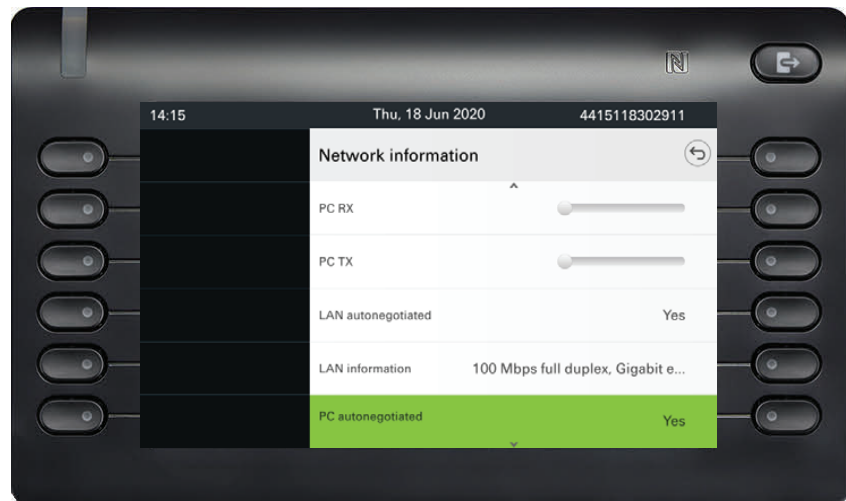 14:15 Thu, 18 Jun 2020 4415118302911
Network information
PC RX
PC TX
LAN autonegotiated Yes
LAN information 100 Mbps full duplex, Gigabit e...
PC autonegotiated Yes